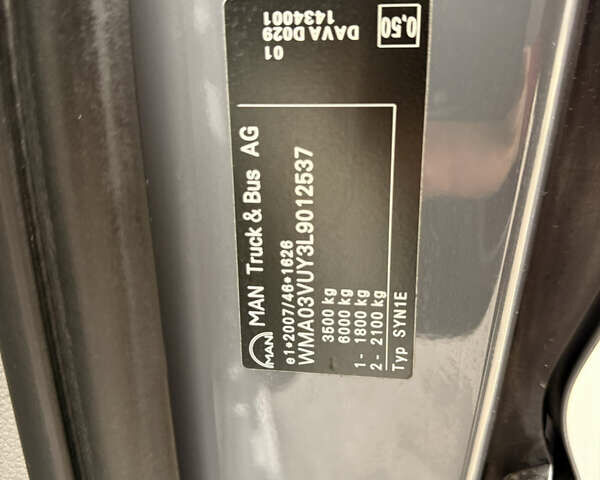 MAN
MAN Truck & Bus AG
e1*2007/46*1626
WMA03VUY3L9012537
3500 kg
6000 kg
1- 1800 kg
2- 2100 kg
Typ SYN1E
01
DAVA D029
1434001
0,50